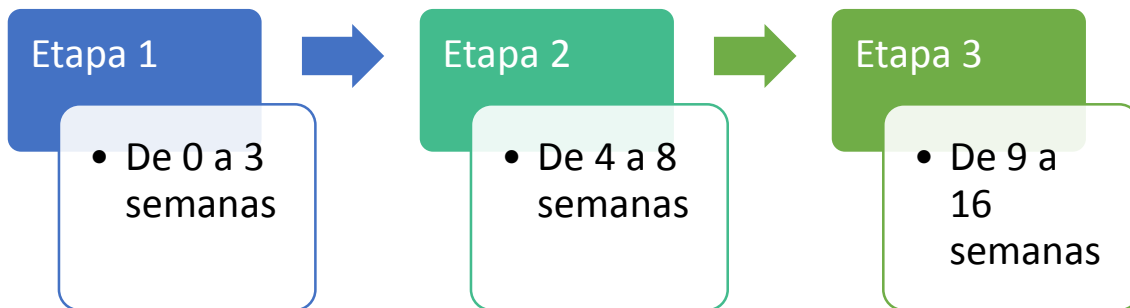 Etapa 1
• De 0 a 3
semanas
Etapa 2
• De 4 a 8
semanas
Etapa 3
• De 9 a
16
semanas